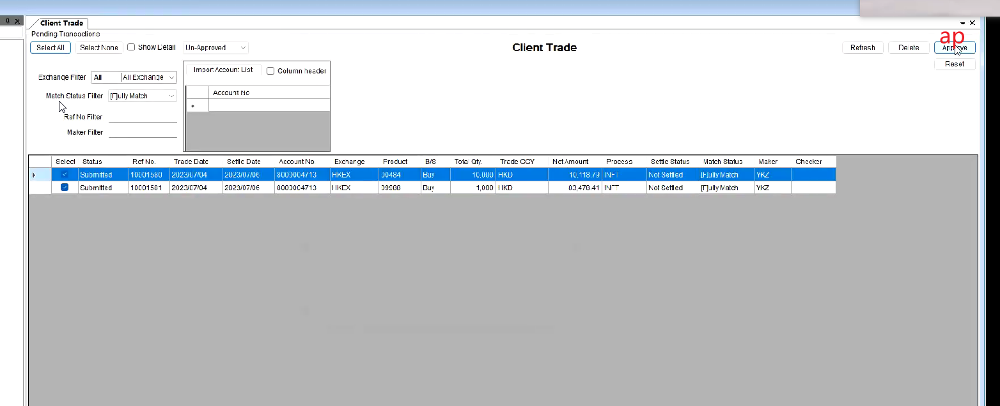 Client Trade
Pending Transactions
ap
Select All Select None Show Detail Un-Approved Client Trade Refresh Delete Approve
Reset
Import Account List Column header
Exchange Filter All All Exchange
Account No
Match Status Filter [F]ully Match
Ref No Filter
Maker Filter
Select Status Ref No. Trade Date Settle Date Account No. Exchange Product B/S Total Qty. Trade CCY Net Amount Process Settle Status Match Status Maker Checker
Submitted 10001580 2023/07/04 2023/07/06 8000004713 HKEX 00484 Buy 10,000 HKD 10,118.79 Not Settled [F]ully Match YKZ
Submitted 10001581 2023/07/04 2023/07/06 8000004713 HKEX 09988 Buy 1,000 HKD 83,478.41 Not Settled [F]ully Match YKZ